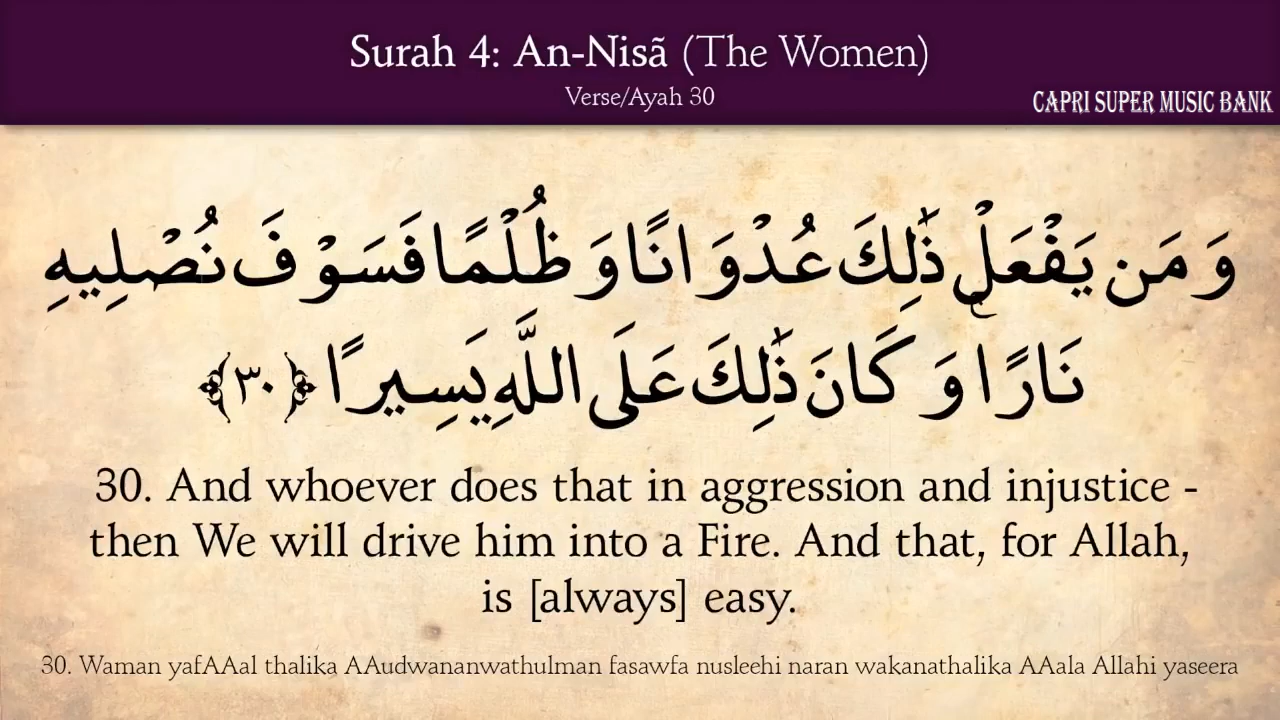 Surah 4: An-Nisã (The Women)
Verse/Ayah 30
CAPRI SUPER MUSIC BANK
وَمَن يَفْعَلْ ذَٰلِكَ عُدْوَانًا وَظُلْمًا فَسَوْفَ نُصْلِيهِ
نَارًا وَكَانَ ذَٰلِكَ عَلَى اللَّهِ يَسِيرًا ﴿٣٠﴾
30. And whoever does that in aggression and injustice -
then We will drive him into a Fire. And that, for Allah,
is [always] easy.
30. Waman yafAAal thalika AAudwananwathulman fasawfa nusleehi naran wakanathalika AAala Allahi yaseera